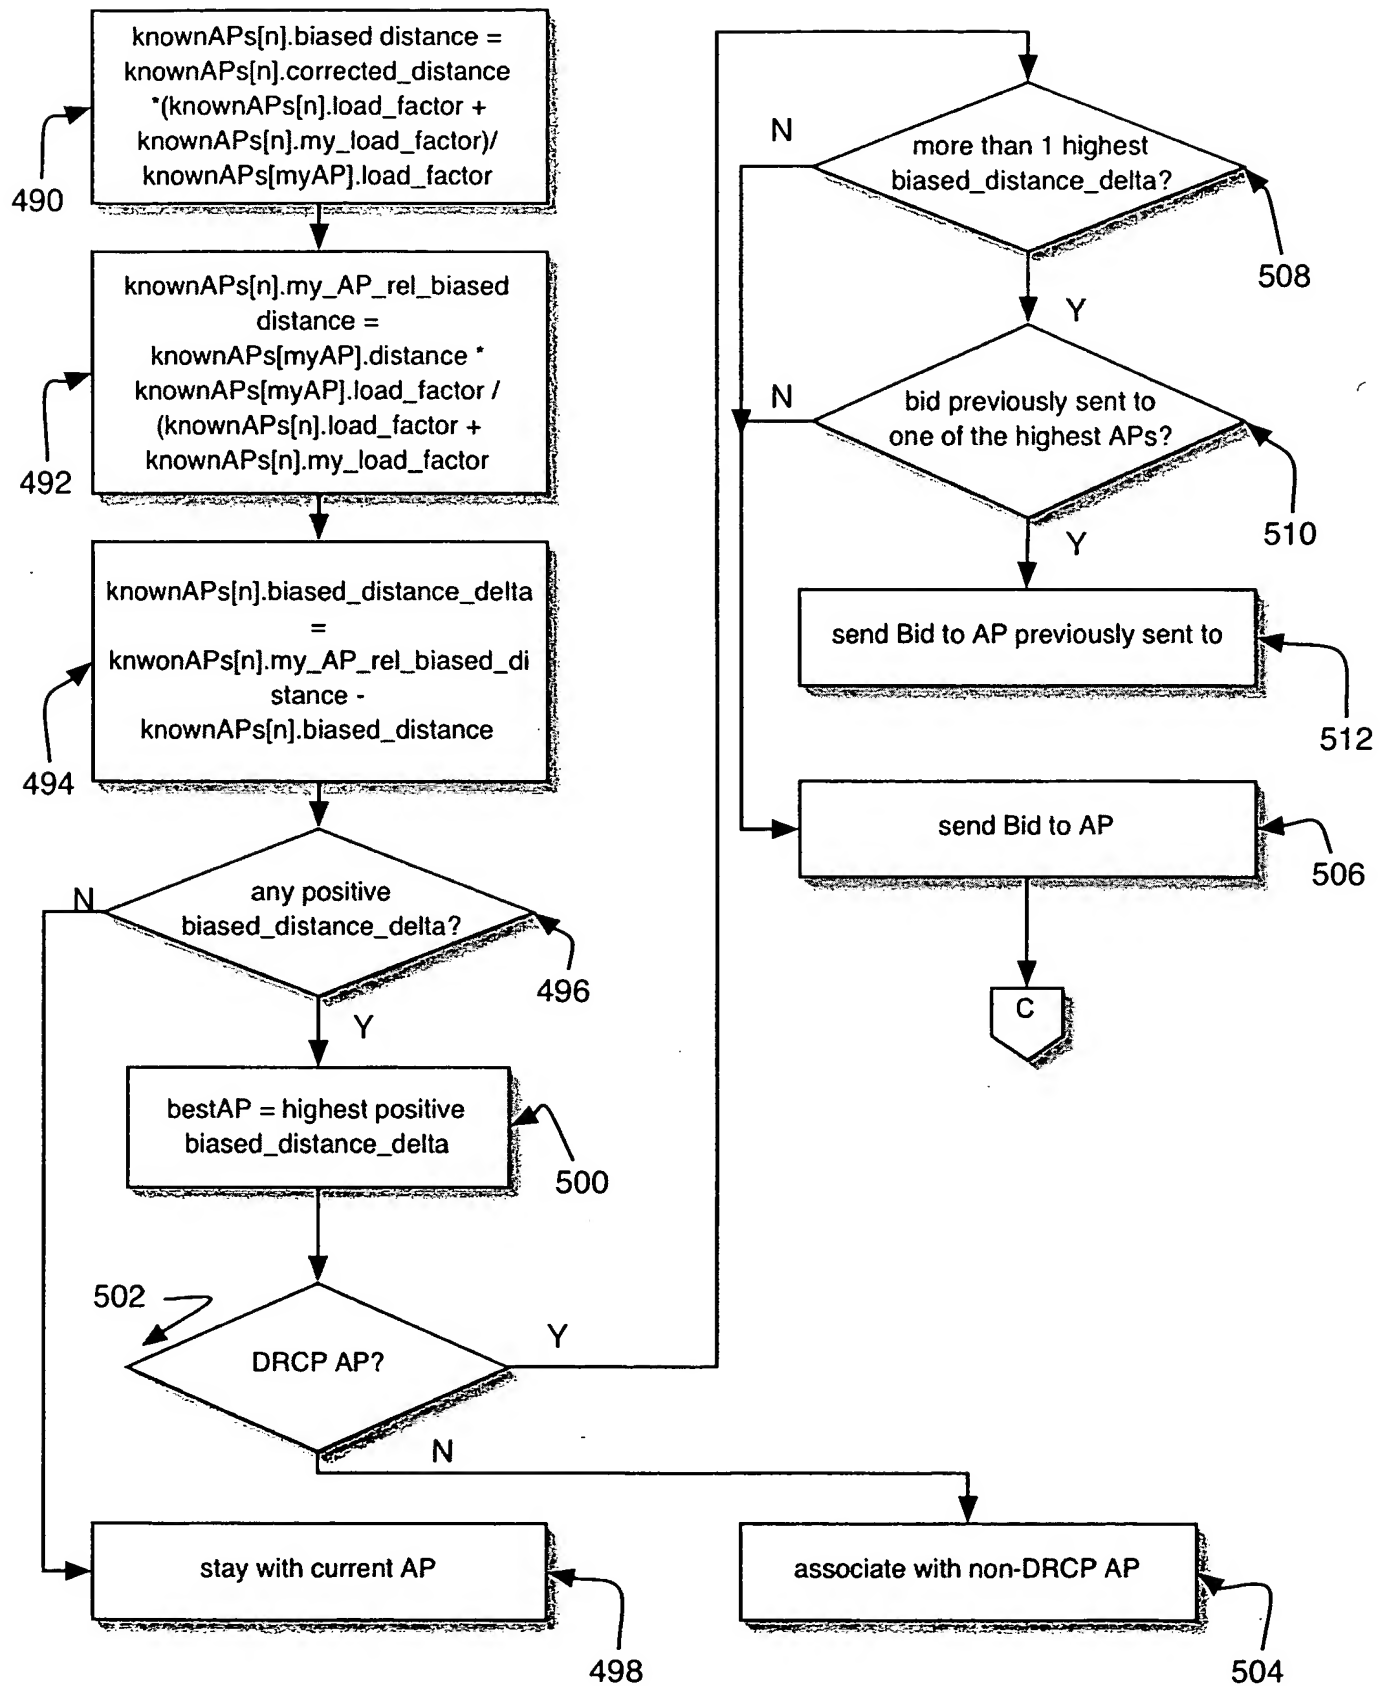 knownAPs[n].biased distance =
knownAPs[n].corrected_distance
*(knownAPs[n].load_factor +
knownAPs[n].my_load_factor)/
knownAPs[myAP].load_factor
490
knownAPs[n].my_AP_rel_biased
distance =
knownAPs[myAP].distance *
knownAPs[myAP].load_factor /
(knownAPs[n].load_factor +
knownAPs[n].my_load_factor
492
knownAPs[n].biased_distance_delta
=
knwonAPs[n].my_AP_rel_biased_di
stance -
knownAPs[n].biased_distance
494
any positive
biased_distance_delta?
N
496
Y
bestAP = highest positive
biased_distance_delta
500
502
DRCP AP?
Y
N
stay with current AP
498
associate with non-DRCP AP
504
more than 1 highest
biased_distance_delta?
N
508
Y
bid previously sent to
one of the highest APs?
N
510
Y
send Bid to AP previously sent to
512
send Bid to AP
506
C